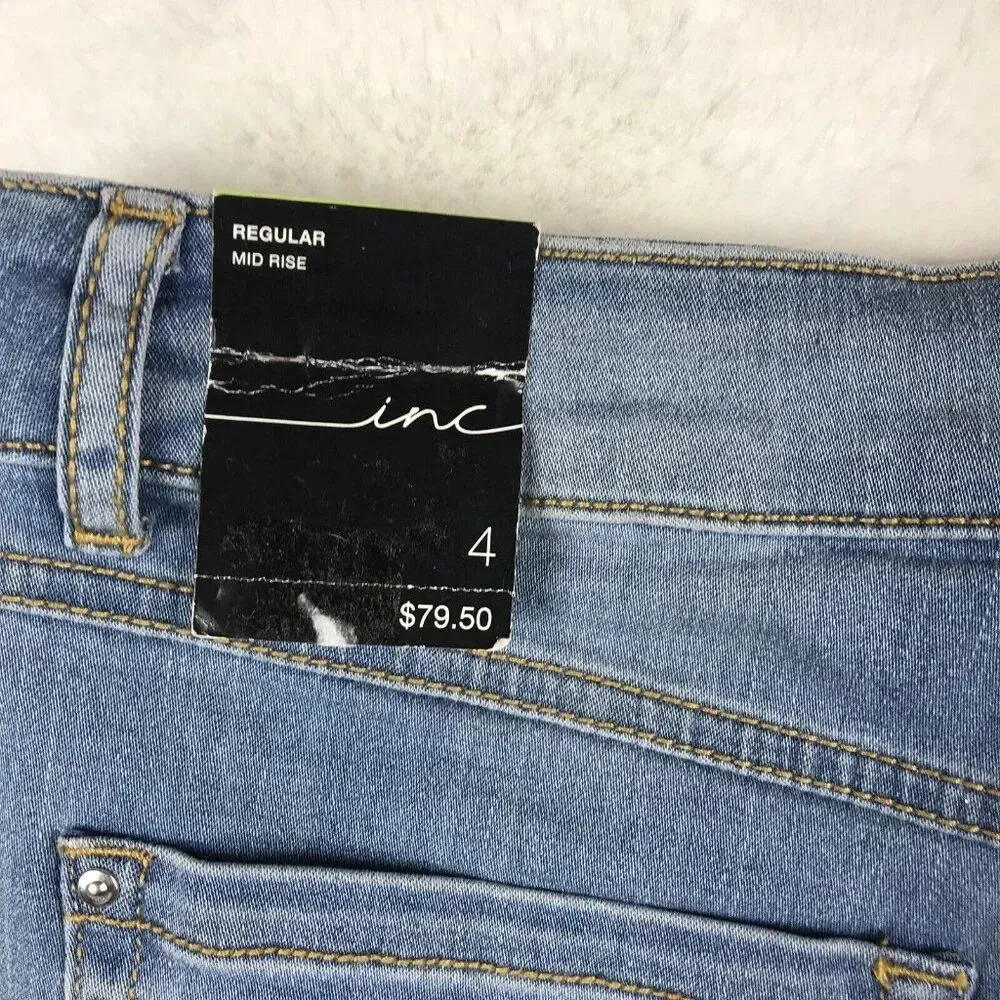 REGULAR
MID RISE
inc
4
$79.50